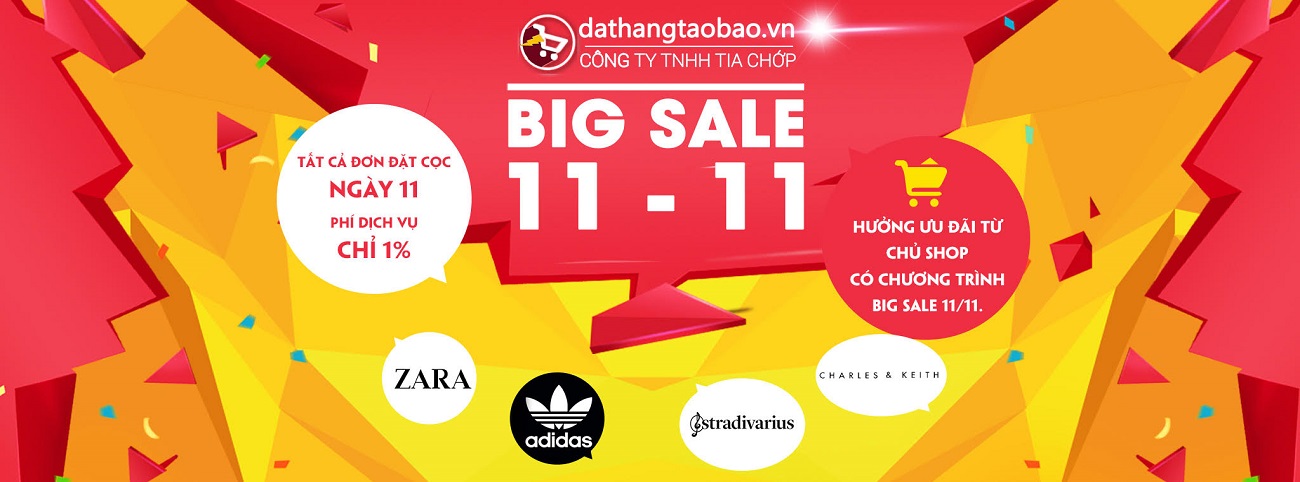 dathangtaobao.vn
CÔNG TY TNHH TIA CHỚP
BIG SALE
11 - 11
TẤT CẢ ĐƠN ĐẶT CỌC
NGÀY 11
PHÍ DỊCH VỤ
CHỈ 1%
HƯỞNG ƯU ĐÃI TỪ
CHỦ SHOP
CÓ CHƯƠNG TRÌNH
BIG SALE 11/11.
ZARA
adidas
stradivarius
CHARLES & KEITH